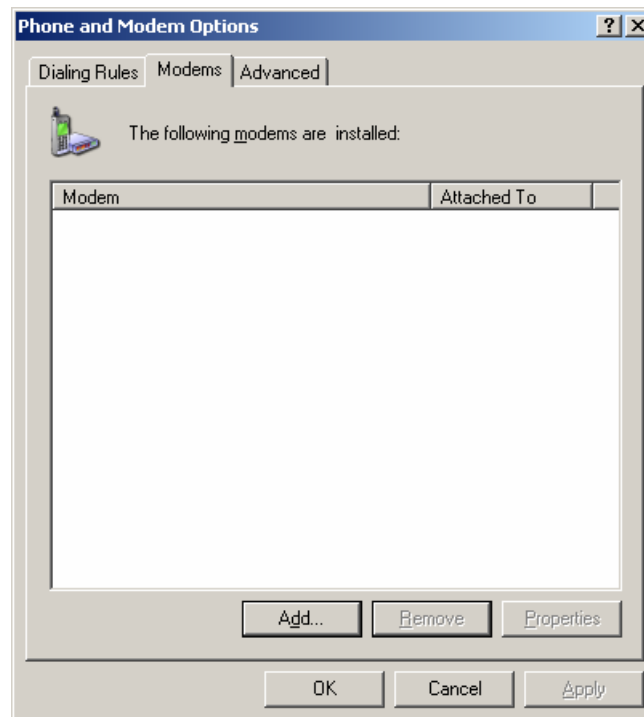 Phone and Modem Options
Dialing Rules Modems Advanced
The following modems are  installed:
Modem Attached To
Add... Remove Properties
OK Cancel Apply